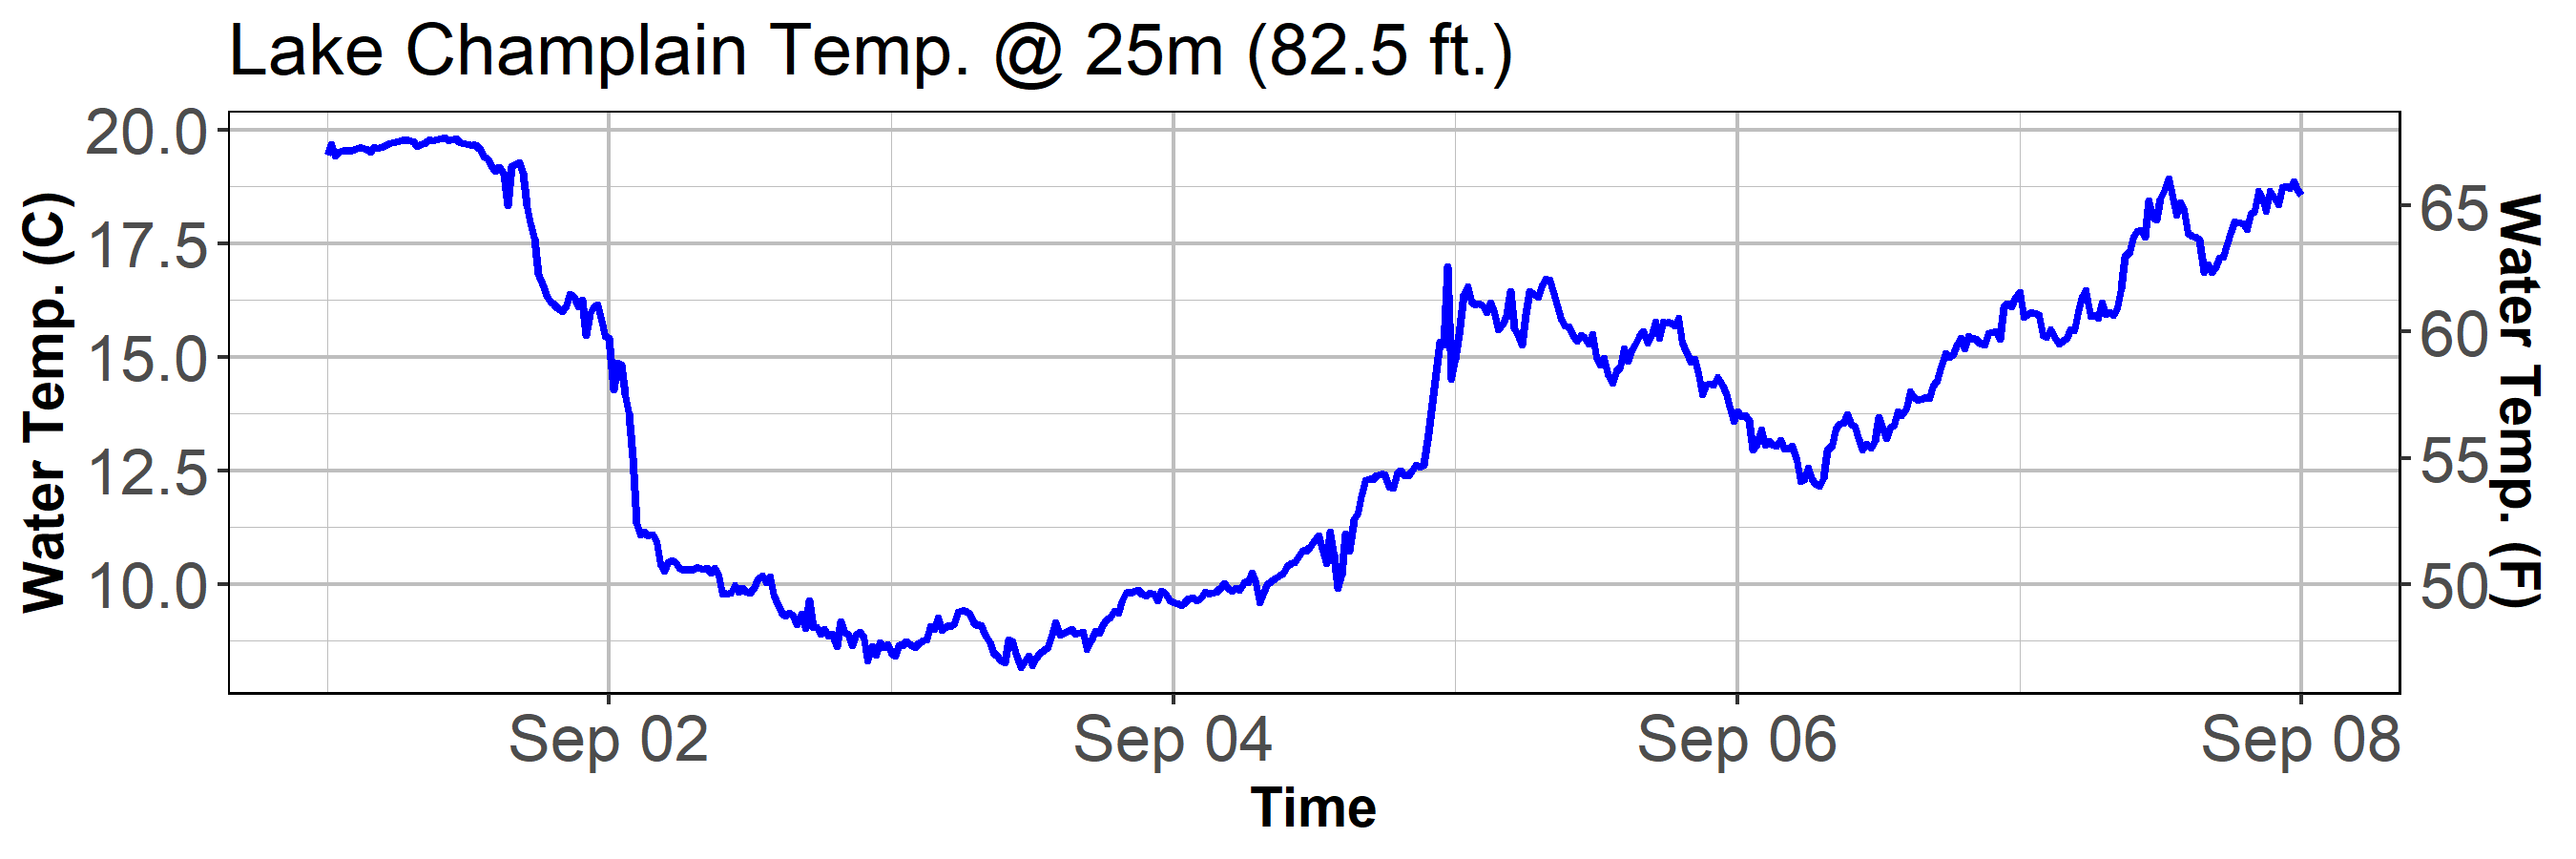 Lake Champlain Temp. @ 25m (82.5 ft.)
Water Temp. (C)
20.0
17.5
15.0
12.5
10.0
65
60
55
50
Water Temp. (F)
Sep 02 Sep 04 Sep 06 Sep 08
Time